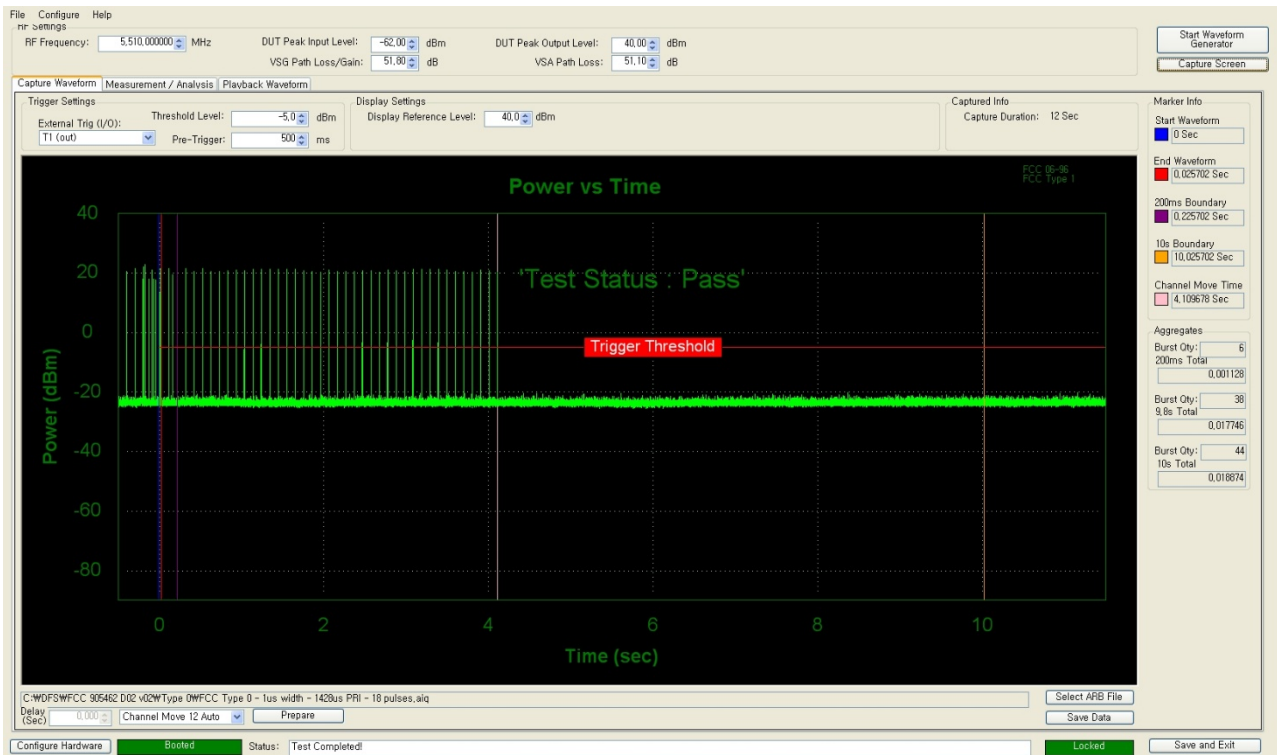 File Configure Help
RF Settings
RF Frequency: 5,510,000000 MHz DUT Peak Input Level: -62,00 dBm DUT Peak Output Level: 40,00 dBm
VSG Path Loss/Gain: 51,80 dB VSA Path Loss: 51,10 dB
Start Waveform Generator
Capture Screen
Capture Waveform Measurement / Analysis Playback Waveform
Trigger Settings
External Trig (I/O): Threshold Level: -5,0 dBm
T1 (out) Pre-Trigger: 500 ms
Display Settings
Display Reference Level: 40,0 dBm
Captured Info
Capture Duration: 12 Sec
Marker Info
Start Waveform
0 Sec
End Waveform
0,025702 Sec
200ms Boundary
0,225702 Sec
10s Boundary
10,025702 Sec
Channel Move Time
4,109678 Sec
Aggregates
Burst Qty: 6
200ms Total
0,001128
Burst Qty: 38
9,8s Total
0,017746
Burst Qty: 44
10s Total
0,018874
FCC 06-96
FCC Type 1
Power vs Time
'Test Status : Pass'
Trigger Threshold
Power (dBm)
40
20
0
-20
-40
-60
-80
0 2 4 6 8 10
Time (sec)
C:₩DFS₩FCC 905462 D02 v02₩Type 0₩FCC Type 0 - 1us width - 1428us PRI - 18 pulses,aiq
Select ARB File
Delay (Sec) 0,000 Channel Move 12 Auto Prepare
Save Data
Configure Hardware Booted Status: Test Completed! Locked Save and Exit